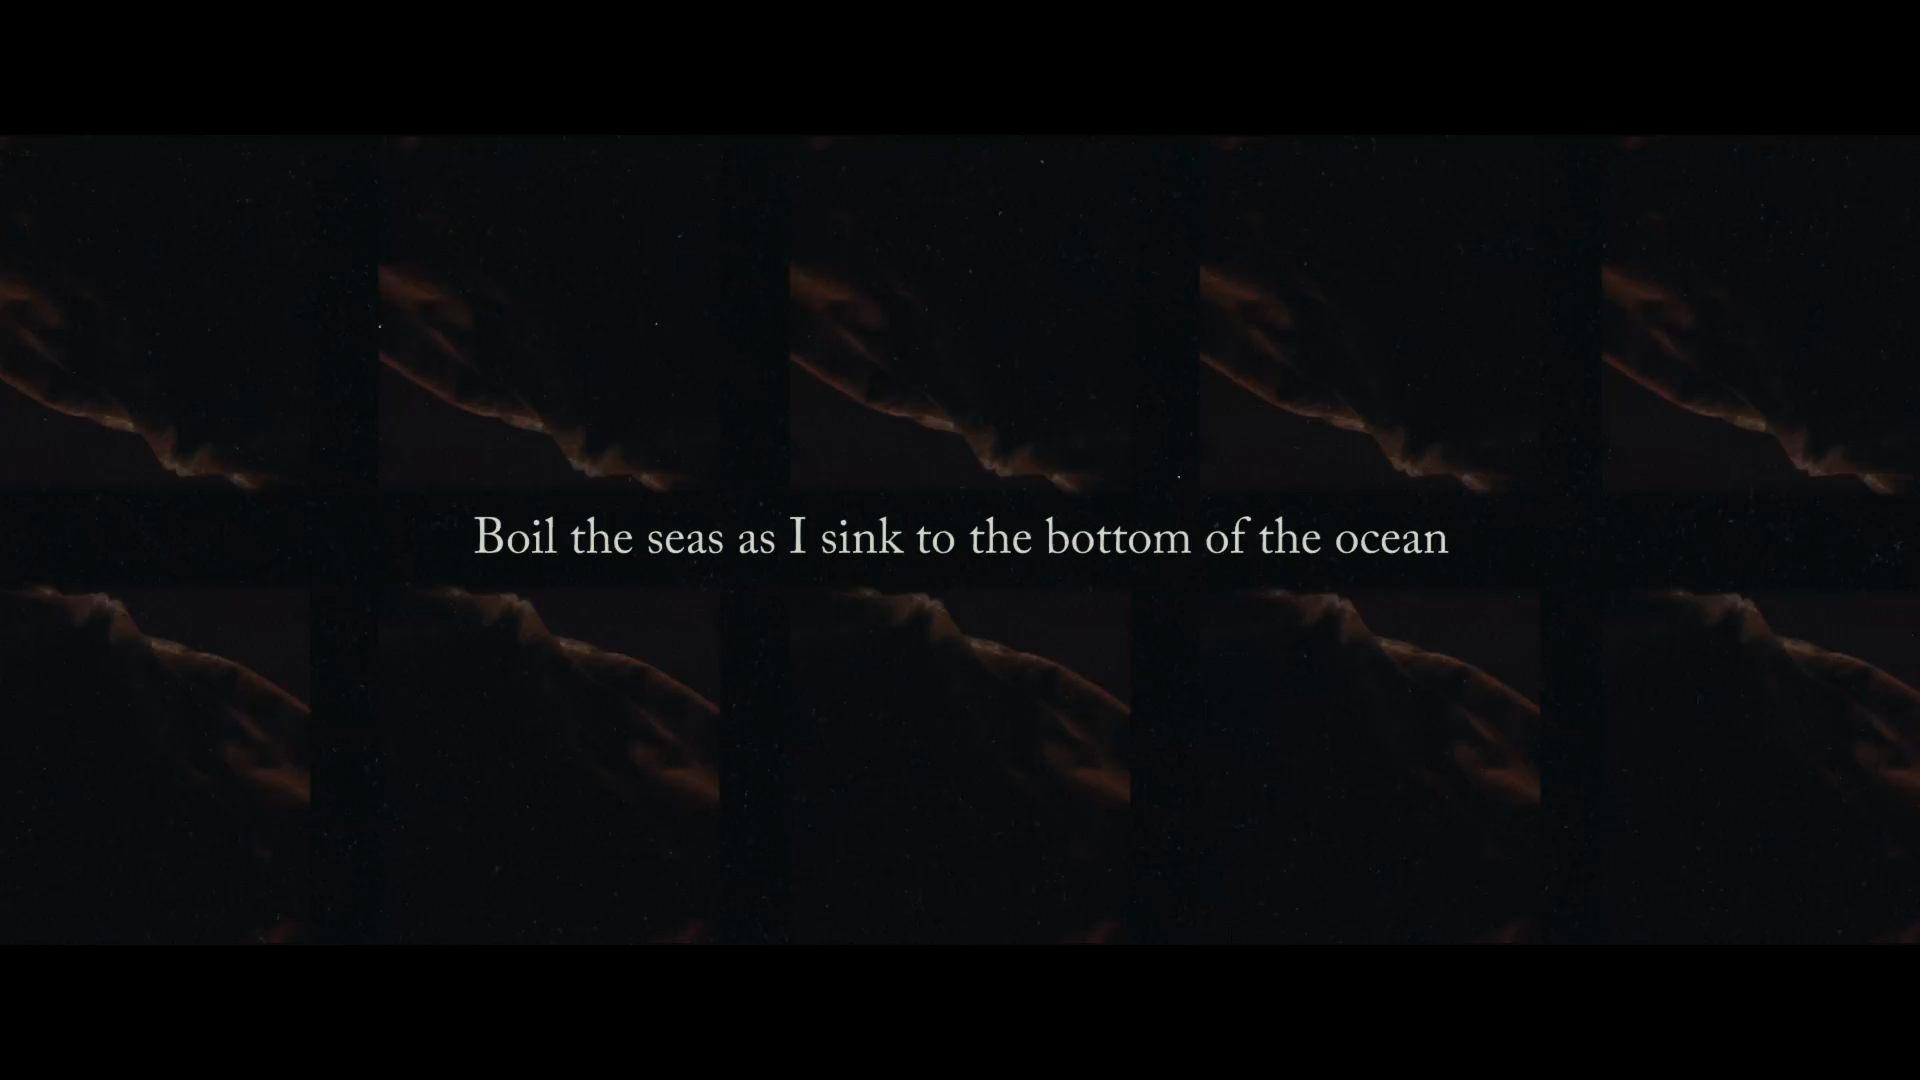 Boil the seas as I sink to the bottom of the ocean